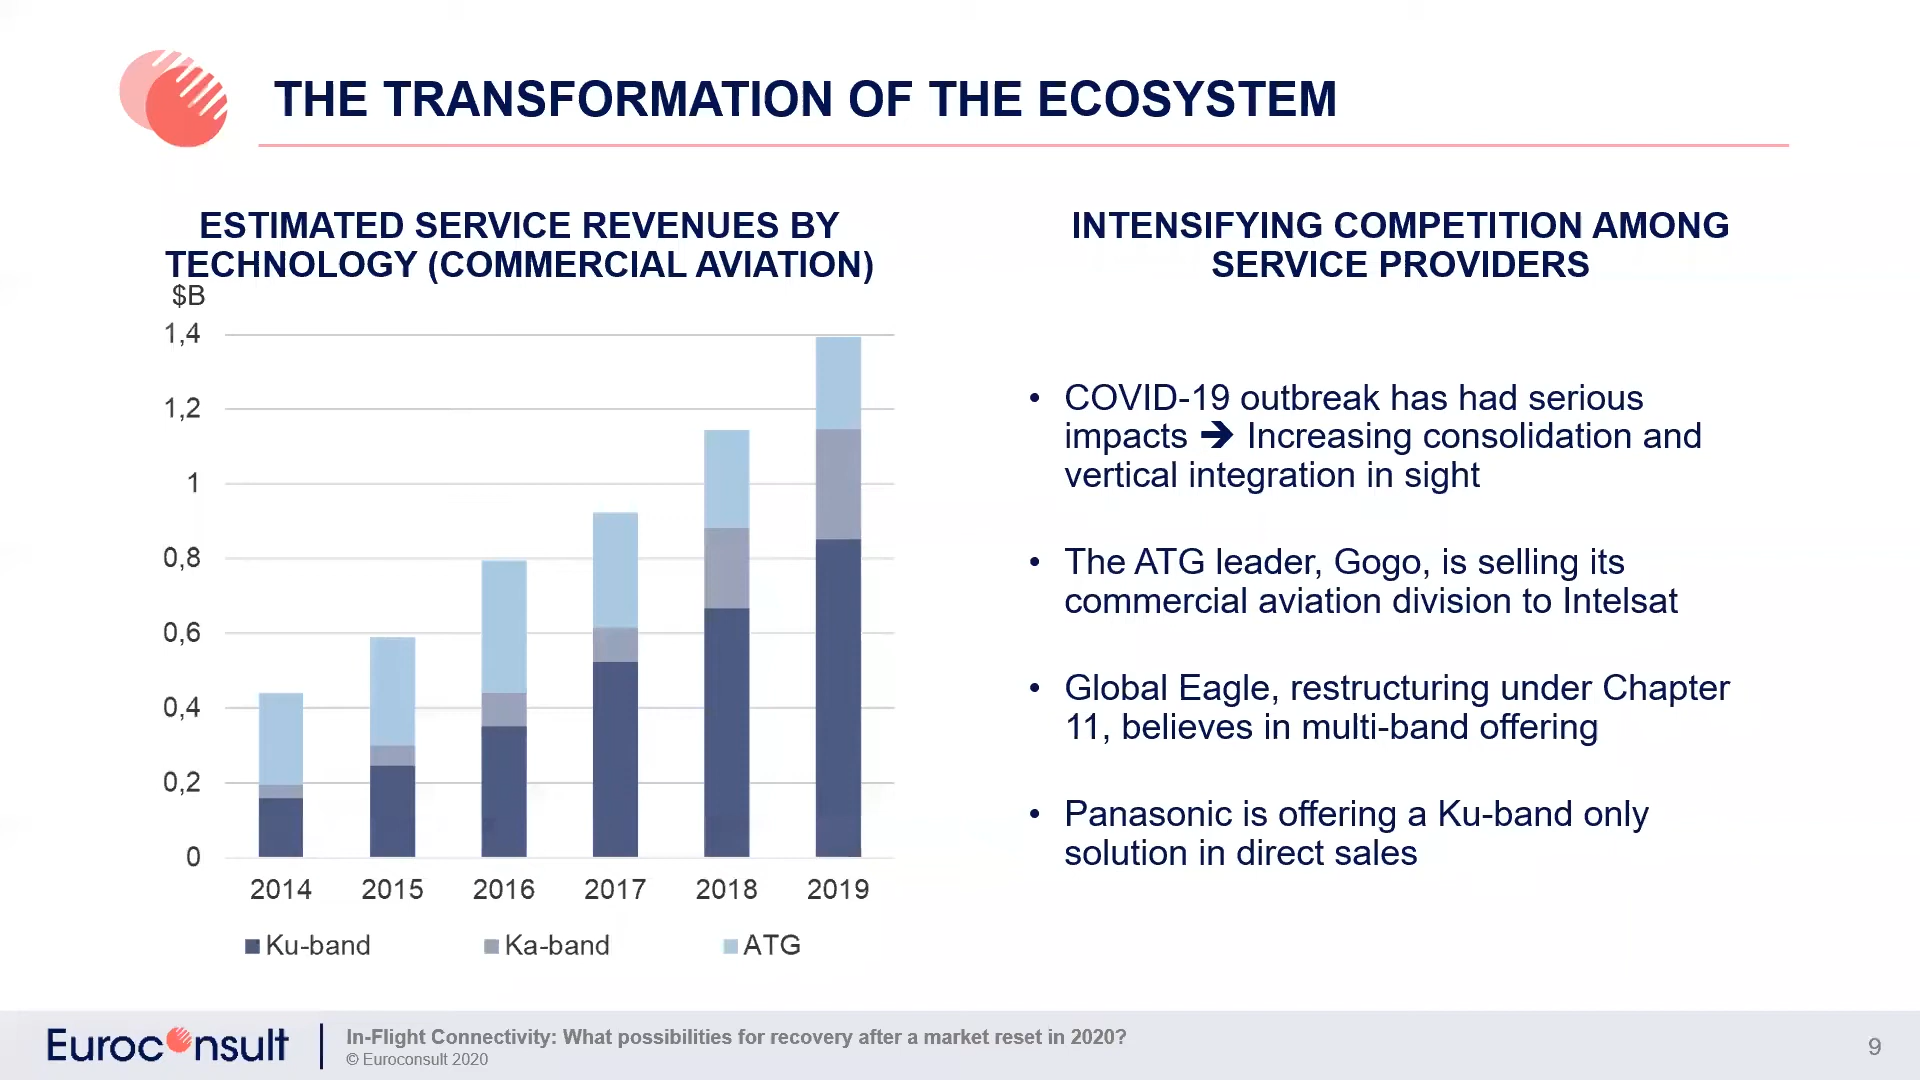 THE TRANSFORMATION OF THE ECOSYSTEM
ESTIMATED SERVICE REVENUES BY
TECHNOLOGY (COMMERCIAL AVIATION)
$B
1,4
1,2
1
0,8
0,6
0,4
0,2
0
2014 2015 2016 2017 2018 2019
Ku-band Ka-band ATG
INTENSIFYING COMPETITION AMONG
SERVICE PROVIDERS
• COVID-19 outbreak has had serious
impacts ➔ Increasing consolidation and
vertical integration in sight
• The ATG leader, Gogo, is selling its
commercial aviation division to Intelsat
• Global Eagle, restructuring under Chapter
11, believes in multi-band offering
• Panasonic is offering a Ku-band only
solution in direct sales
Euroconsult
In-Flight Connectivity: What possibilities for recovery after a market reset in 2020?
© Euroconsult 2020
9